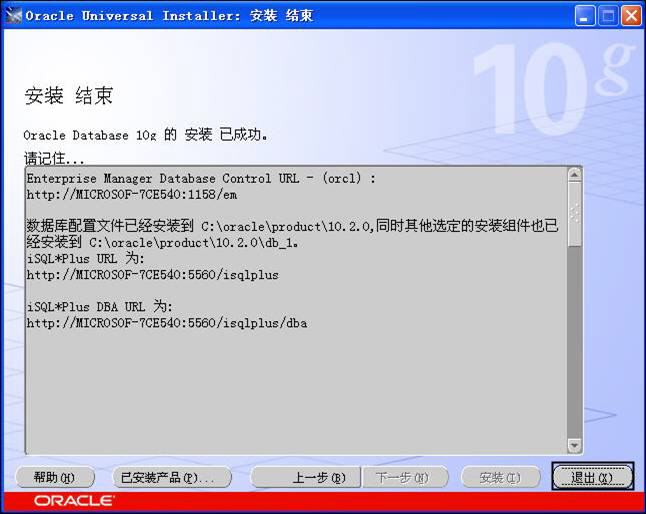 Oracle Universal Installer: 安装 结束
10g
安装 结束
Oracle Database 10g 的 安装 已成功。
请记住...
Enterprise Manager Database Control URL - (orcl) :
http://MICROSOF-7CE540:1158/em
数据库配置文件已经安装到 C:\oracle\product\10.2.0,同时其他选定的安装组件也已
经安装到 C:\oracle\product\10.2.0\db_1。
iSQL*Plus URL 为:
http://MICROSOF-7CE540:5560/isqlplus
iSQL*Plus DBA URL 为:
http://MICROSOF-7CE540:5560/isqlplus/dba
帮助(H) 已安装产品(P)... 上一步(B) 下一步(N) 安装(I) 退出(X)
ORACLE